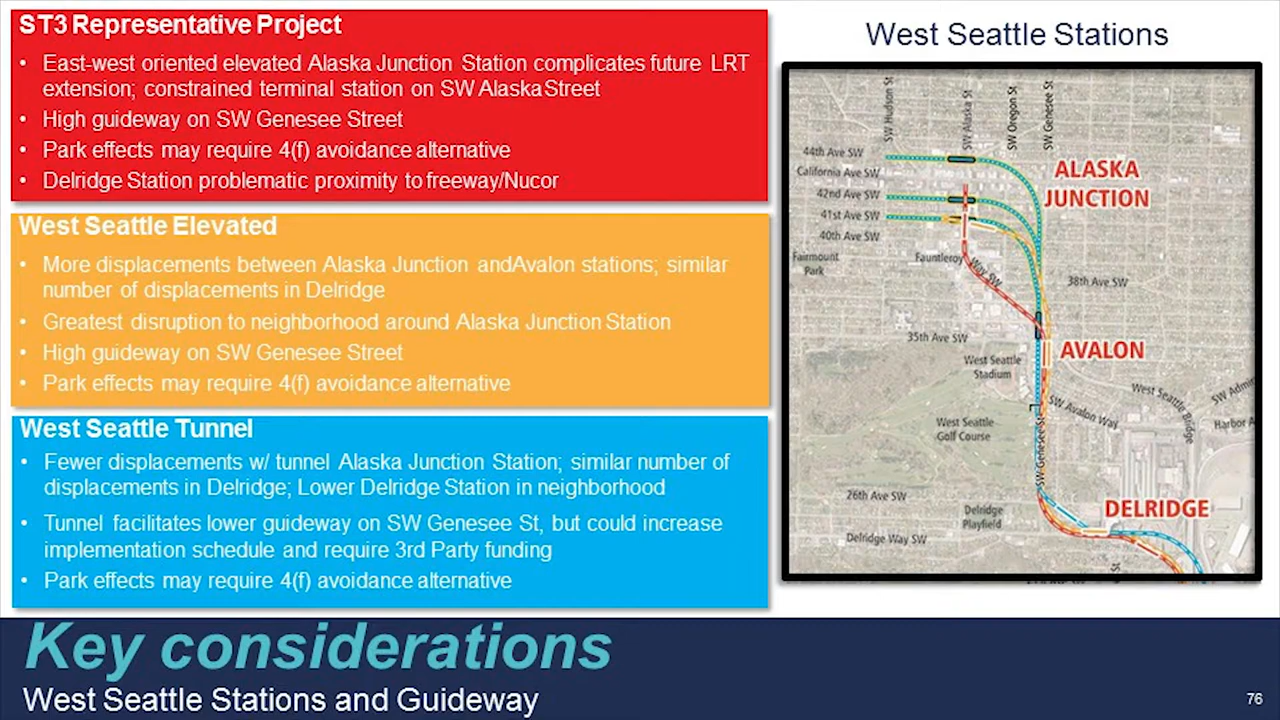 ST3 Representative Project
• East-west oriented elevated Alaska Junction Station complicates future LRT
extension; constrained terminal station on SW Alaska Street
• High guideway on SW Genesee Street
• Park effects may require 4(f) avoidance alternative
• Delridge Station problematic proximity to freeway/Nucor
West Seattle Elevated
• More displacements between Alaska Junction andAvalon stations; similar
number of displacements in Delridge
• Greatest disruption to neighborhood around Alaska Junction Station
• High guideway on SW Genesee Street
• Park effects may require 4(f) avoidance alternative
West Seattle Tunnel
• Fewer displacements w/ tunnel Alaska Junction Station; similar number of
displacements in Delridge; Lower Delridge Station in neighborhood
• Tunnel facilitates lower guideway on SW Genesee St, but could increase
implementation schedule and require 3rd Party funding
• Park effects may require 4(f) avoidance alternative
West Seattle Stations
SW Hudson St
SW Alaska St
SW Oregon St
SW Genesee St
44th Ave SW
California Ave SW
42nd Ave SW
41st Ave SW
40th Ave SW
ALASKA
JUNCTION
Fairmount
Park
Fauntleroy Way SW
38th Ave SW
35th Ave SW
AVALON
West Seattle
Stadium
West Seattle
Bridge
SW Admir
Harbor A
SW Avalon Way
West Seattle
Golf Course
SW Genesee St
26th Ave SW
DELRIDGE
Delridge
Playfield
Delridge Way SW
Key considerations
West Seattle Stations and Guideway
76